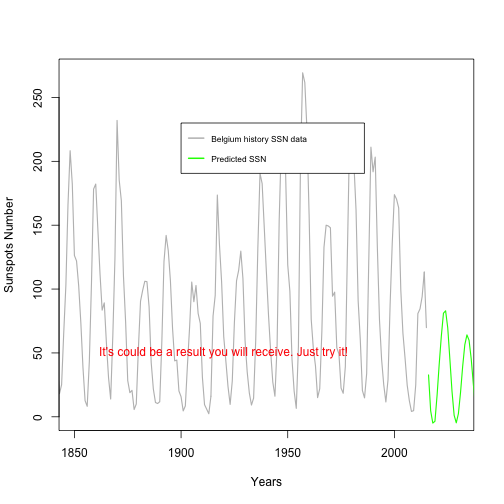 250
200
150
100
50
0
Sunspots Number
Belgium history SSN data
Predicted SSN
It's could be a result you will receive. Just try it!
1850 1900 1950 2000
Years